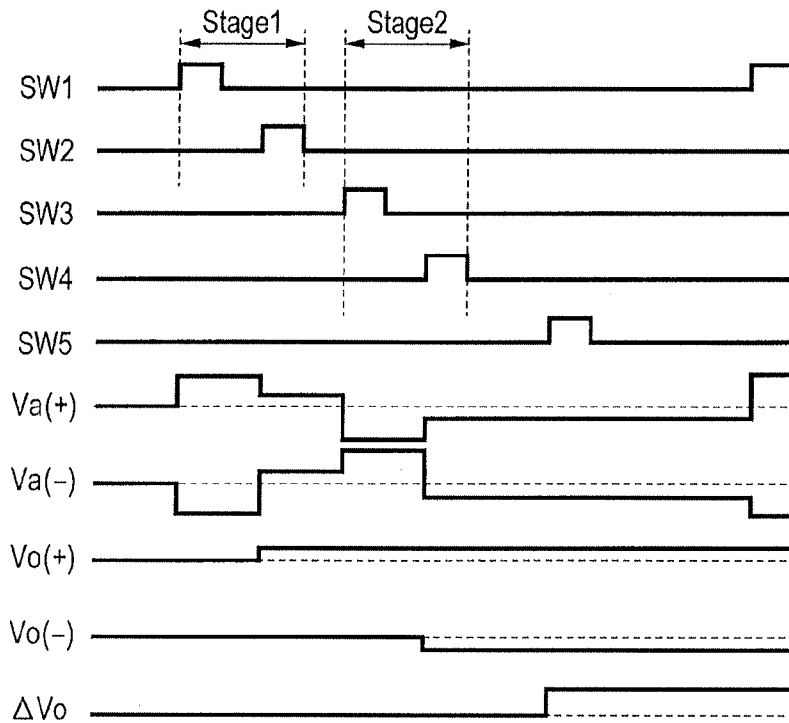 Stage1 Stage2
SW1
SW2
SW3
SW4
SW5
Va(+)
Va(−)
Vo(+)
Vo(−)
ΔVo